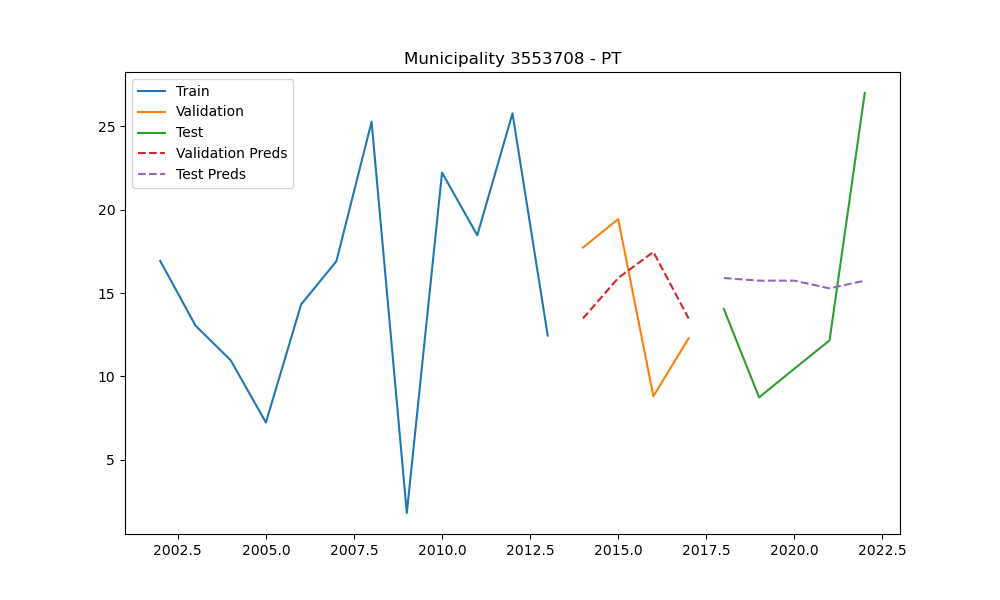 Municipality 3553708 - PT
Train
Validation
Test
Validation Preds
Test Preds
25
20
15
10
5
2002.5 2005.0 2007.5 2010.0 2012.5 2015.0 2017.5 2020.0 2022.5